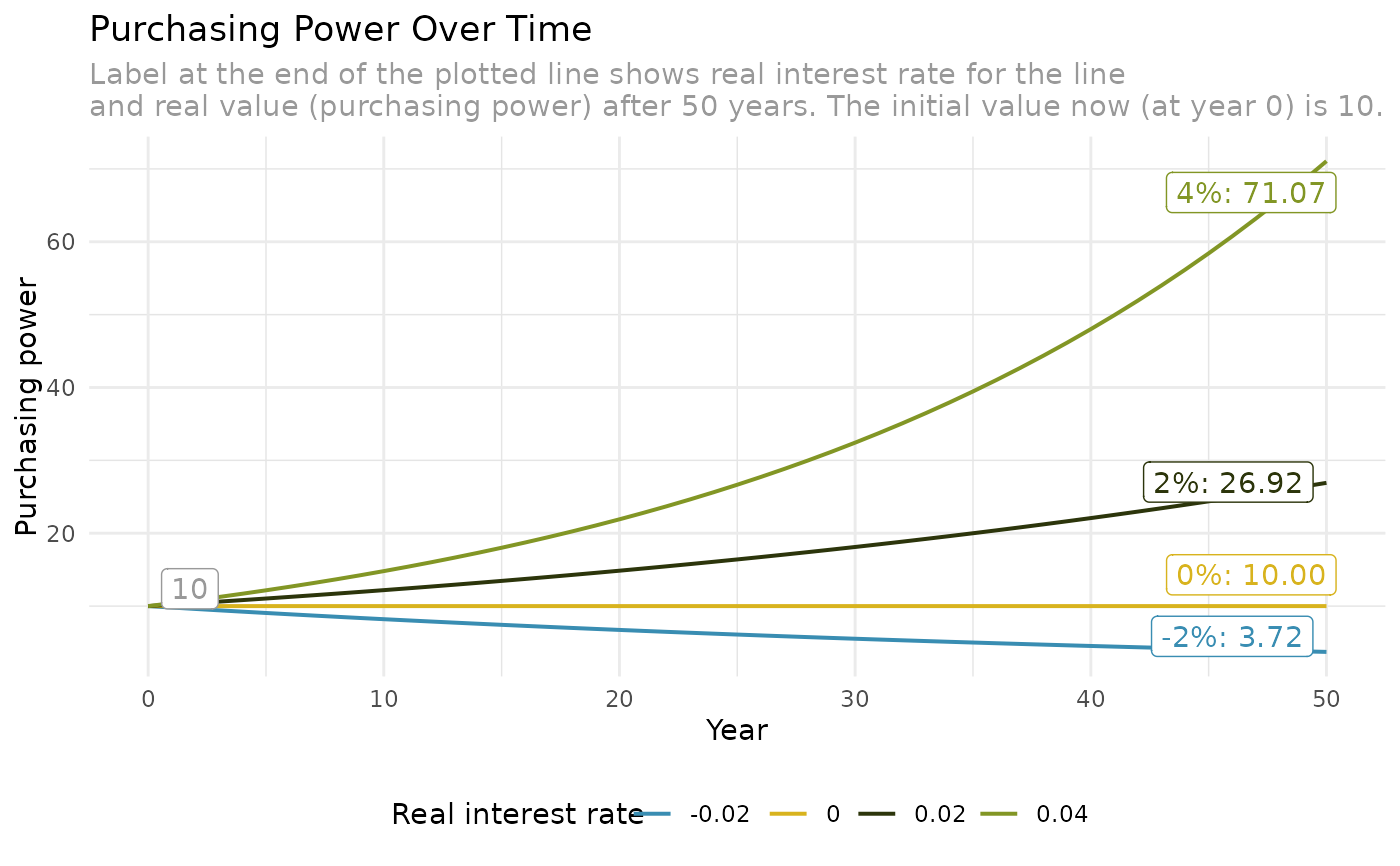 Purchasing Power Over Time
Label at the end of the plotted line shows real interest rate for the line
and real value (purchasing power) after 50 years. The initial value now (at year 0) is 10.
Purchasing power
60
40
20
4%: 71.07
2%: 26.92
0%: 10.00
-2%: 3.72
10
0 10 20 30 40 50
Year
Real interest rate -0.02 0 0.02 0.04